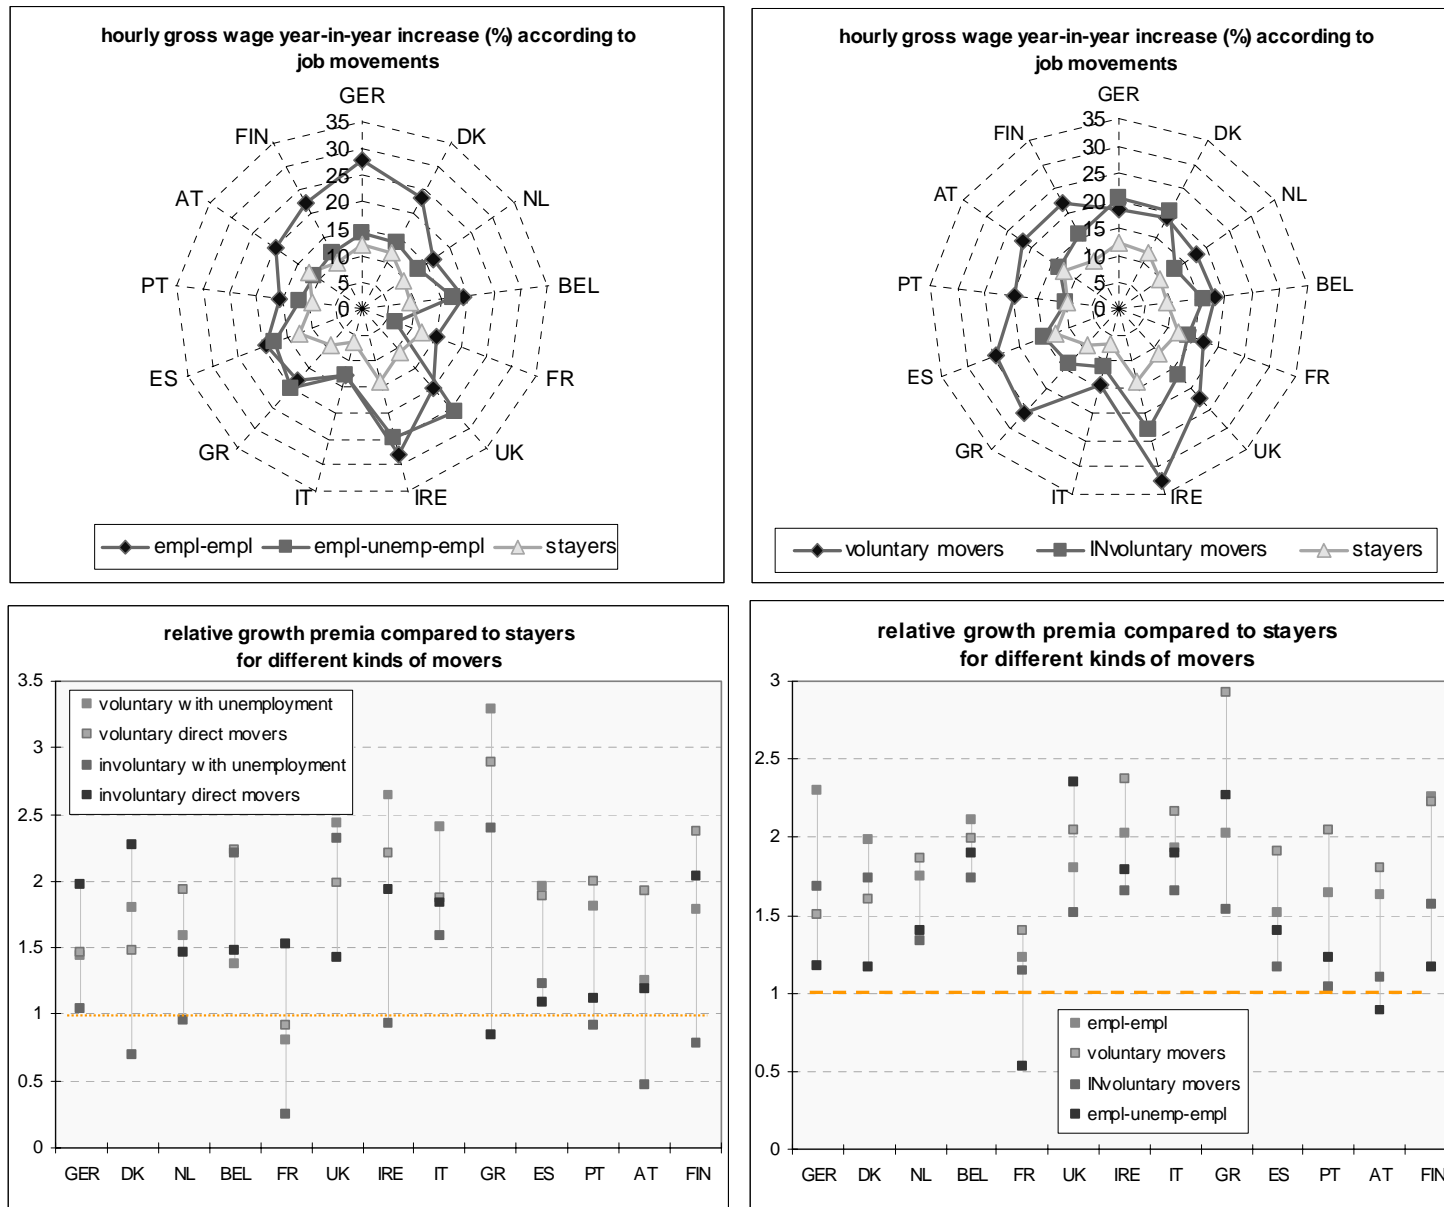 hourly gross wage year-in-year increase (%) according to
job movements
GER
35
30
25
20
15
10
5
0
DK
NL
BEL
FR
UK
IRE
IT
GR
ES
PT
AT
FIN
empl-empl empl-unemp-empl stayers
hourly gross wage year-in-year increase (%) according to
job movements
GER
35
30
25
20
15
10
5
0
DK
NL
BEL
FR
UK
IRE
IT
GR
ES
PT
AT
FIN
voluntary movers INvoluntary movers stayers
relative growth premia compared to stayers
for different kinds of movers
3.5
3
2.5
2
1.5
1
0.5
0
voluntary with unemployment
voluntary direct movers
involuntary with unemployment
involuntary direct movers
GER DK NL BEL FR UK IRE IT GR ES PT AT FIN
relative growth premia compared to stayers
for different kinds of movers
3
2.5
2
1.5
1
0.5
0
empl-empl
voluntary movers
INvoluntary movers
empl-unemp-empl
GER DK NL BEL FR UK IRE IT GR ES PT AT FIN